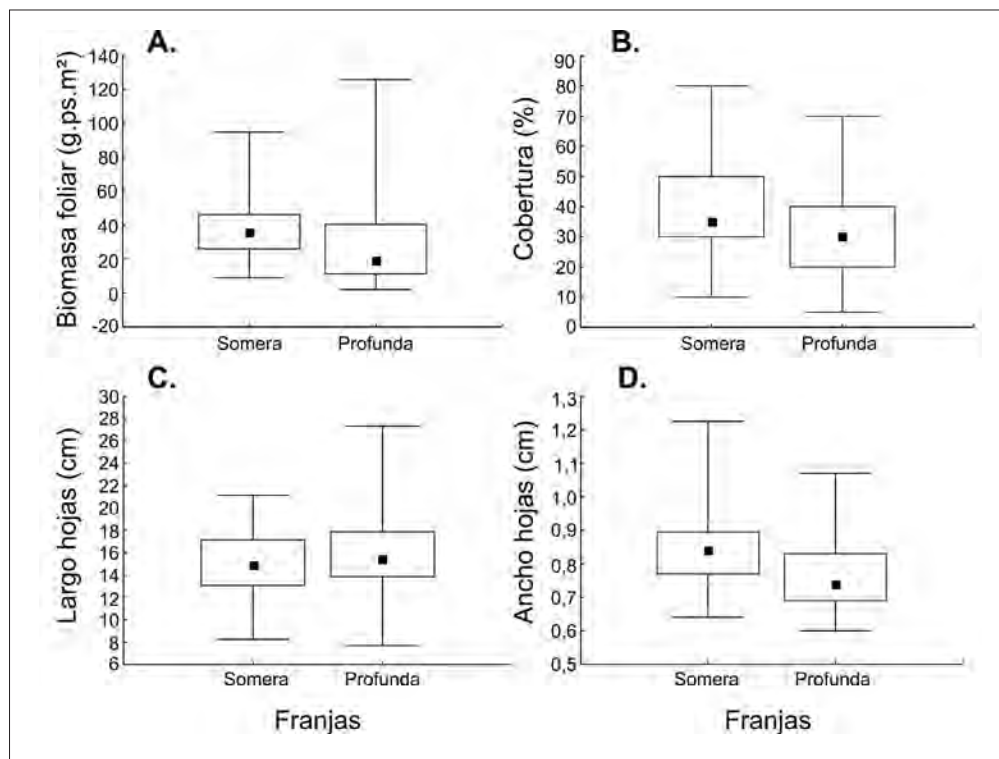 A.
Biomasa foliar (g.ps.m²)
140
120
100
80
60
40
20
0
-20
Somera Profunda
B.
Cobertura (%)
90
80
70
60
50
40
30
20
10
0
Somera Profunda
C.
Largo hojas (cm)
30
28
26
24
22
20
18
16
14
12
10
8
6
Somera Profunda
Franjas
D.
Ancho hojas (cm)
1,3
1,2
1,1
1,0
0,9
0,8
0,7
0,6
0,5
Somera Profunda
Franjas